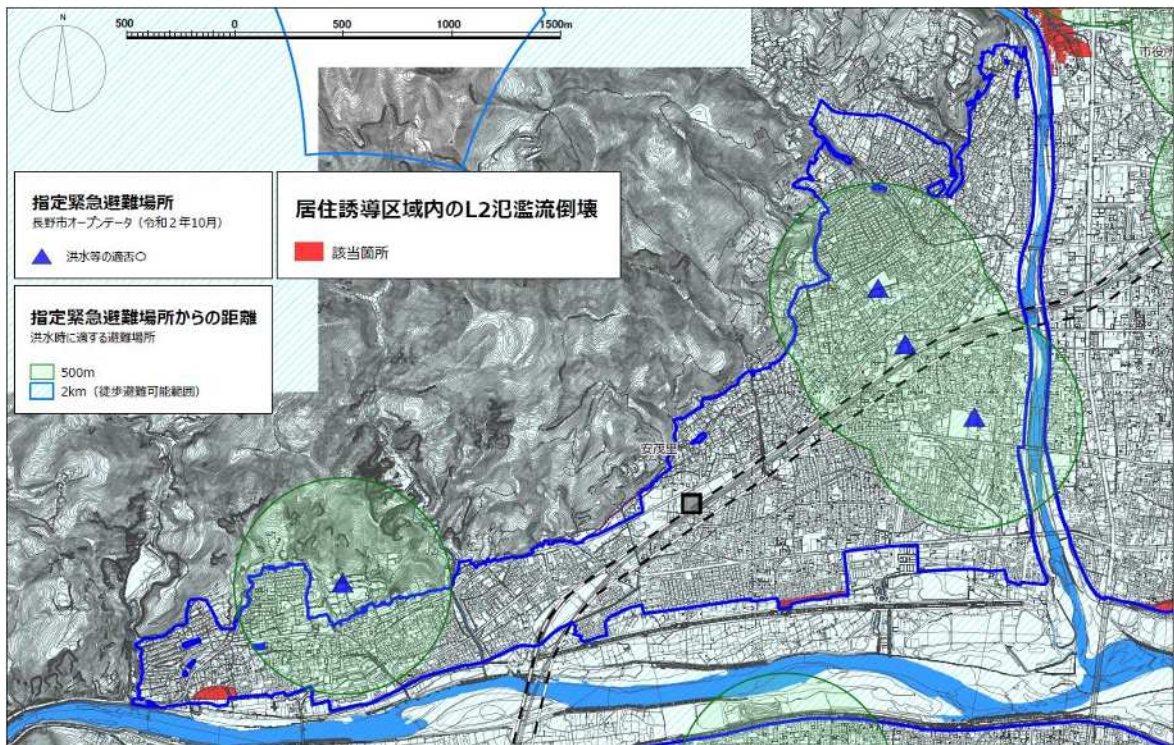 N
500 0 500 1000 1500m
市役所
指定緊急避難場所
長野市オープンデータ（令和２年10月）
洪水等の適否〇
居住誘導区域内のL2氾濫流倒壊
該当箇所
指定緊急避難場所からの距離
洪水時に適する避難場所
500m
2km（徒歩避難可能範囲）
安茂里